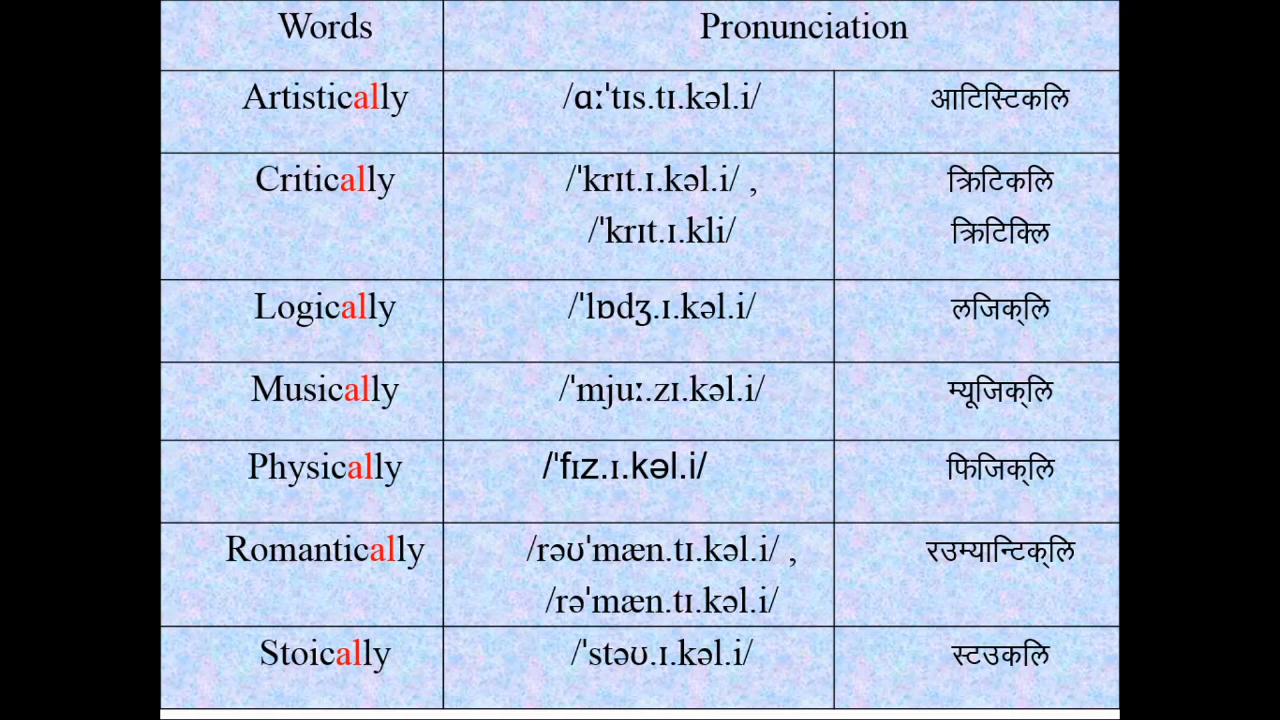 Words Pronunciation
Artistically /ɑːˈtɪs.tɪ.kəl.i/ आटिस्टिकलि
Critically /ˈkrɪt.ɪ.kəl.i/ , क्रिटिकलि
/ˈkrɪt.ɪ.kli/ क्रिटिक्लि
Logically /ˈlɒdʒ.ɪ.kəl.i/ लजिक्‌लि
Musically /ˈmjuː.zɪ.kəl.i/ म्यूजिक्‌लि
Physically /ˈfɪz.ɪ.kəl.i/ फिजिक्‌लि
Romantically /rəʊˈmæn.tɪ.kəl.i/ , रउम्यान्टिक्‌लि
/rəˈmæn.tɪ.kəl.i/
Stoically /ˈstəʊ.ɪ.kəl.i/ स्टउकलि